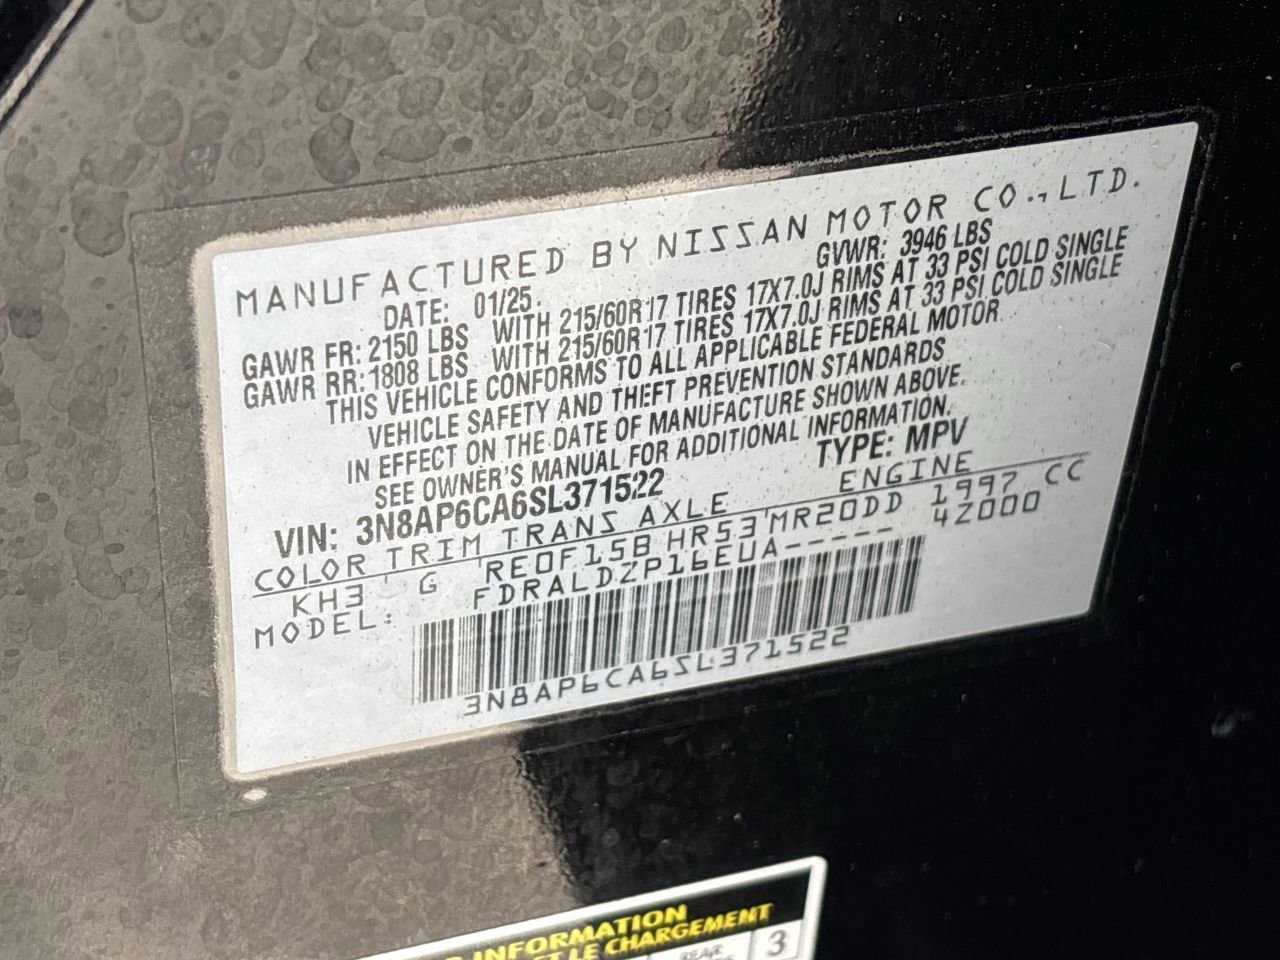 MANUFACTURED BY NISSAN MOTOR CO., LTD.
DATE: 01/25. GVWR: 3946 LBS
GAWR FR: 2150 LBS WITH 215/60R17 TIRES 17X7.0J RIMS AT 33 PSI COLD SINGLE
GAWR RR: 1808 LBS WITH 215/60R17 TIRES 17X7.0J RIMS AT 33 PSI COLD SINGLE
THIS VEHICLE CONFORMS TO ALL APPLICABLE FEDERAL MOTOR
VEHICLE SAFETY AND THEFT PREVENTION STANDARDS
IN EFFECT ON THE DATE OF MANUFACTURE SHOWN ABOVE.
SEE OWNER'S MANUAL FOR ADDITIONAL INFORMATION.
VIN: 3N8AP6CA6SL371522 TYPE: MPV
COLOR TRIM TRANS AXLE ENGINE
KH3 G RE0F15B HR53 MR20DD 1997 CC
MODEL: FDRALDZP16EUA----- 4Z000
3N8AP6CA6SL371522
INFORMATION
ET LE CHARGEMENT
REAR 3